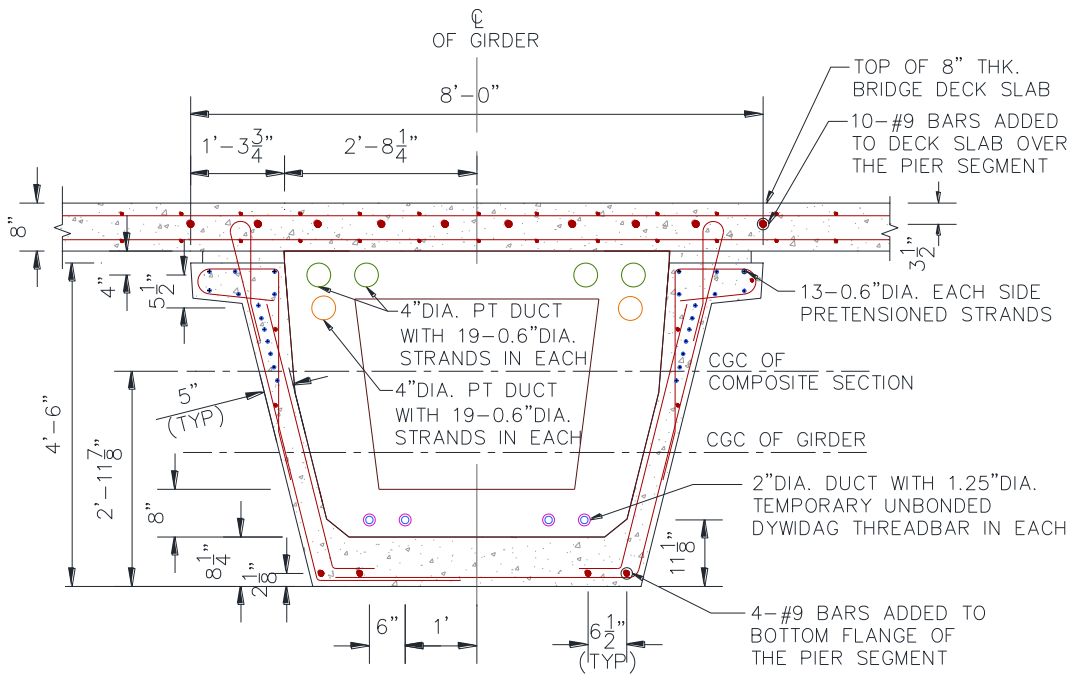 ℄
OF GIRDER
8'-0"
1'-3 3/4"
2'-8 1/4"
TOP OF 8" THK.
BRIDGE DECK SLAB
10-#9 BARS ADDED
TO DECK SLAB OVER
THE PIER SEGMENT
8"
3 1/2"
4"
5 1/2"
4"DIA. PT DUCT
WITH 19-0.6"DIA.
STRANDS IN EACH
13-0.6"DIA. EACH SIDE
PRETENSIONED STRANDS
4"DIA. PT DUCT
WITH 19-0.6"DIA.
STRANDS IN EACH
CGC OF
COMPOSITE SECTION
5"
(TYP)
4'-6"
2'-11 7/8"
CGC OF GIRDER
8"
8 1/4"
2 1/8"
2"DIA. DUCT WITH 1.25"DIA.
TEMPORARY UNBONDED
DYWIDAG THREADBAR IN EACH
11 1/8"
6"
1'
6 1/2"
(TYP)
4-#9 BARS ADDED TO
BOTTOM FLANGE OF
THE PIER SEGMENT